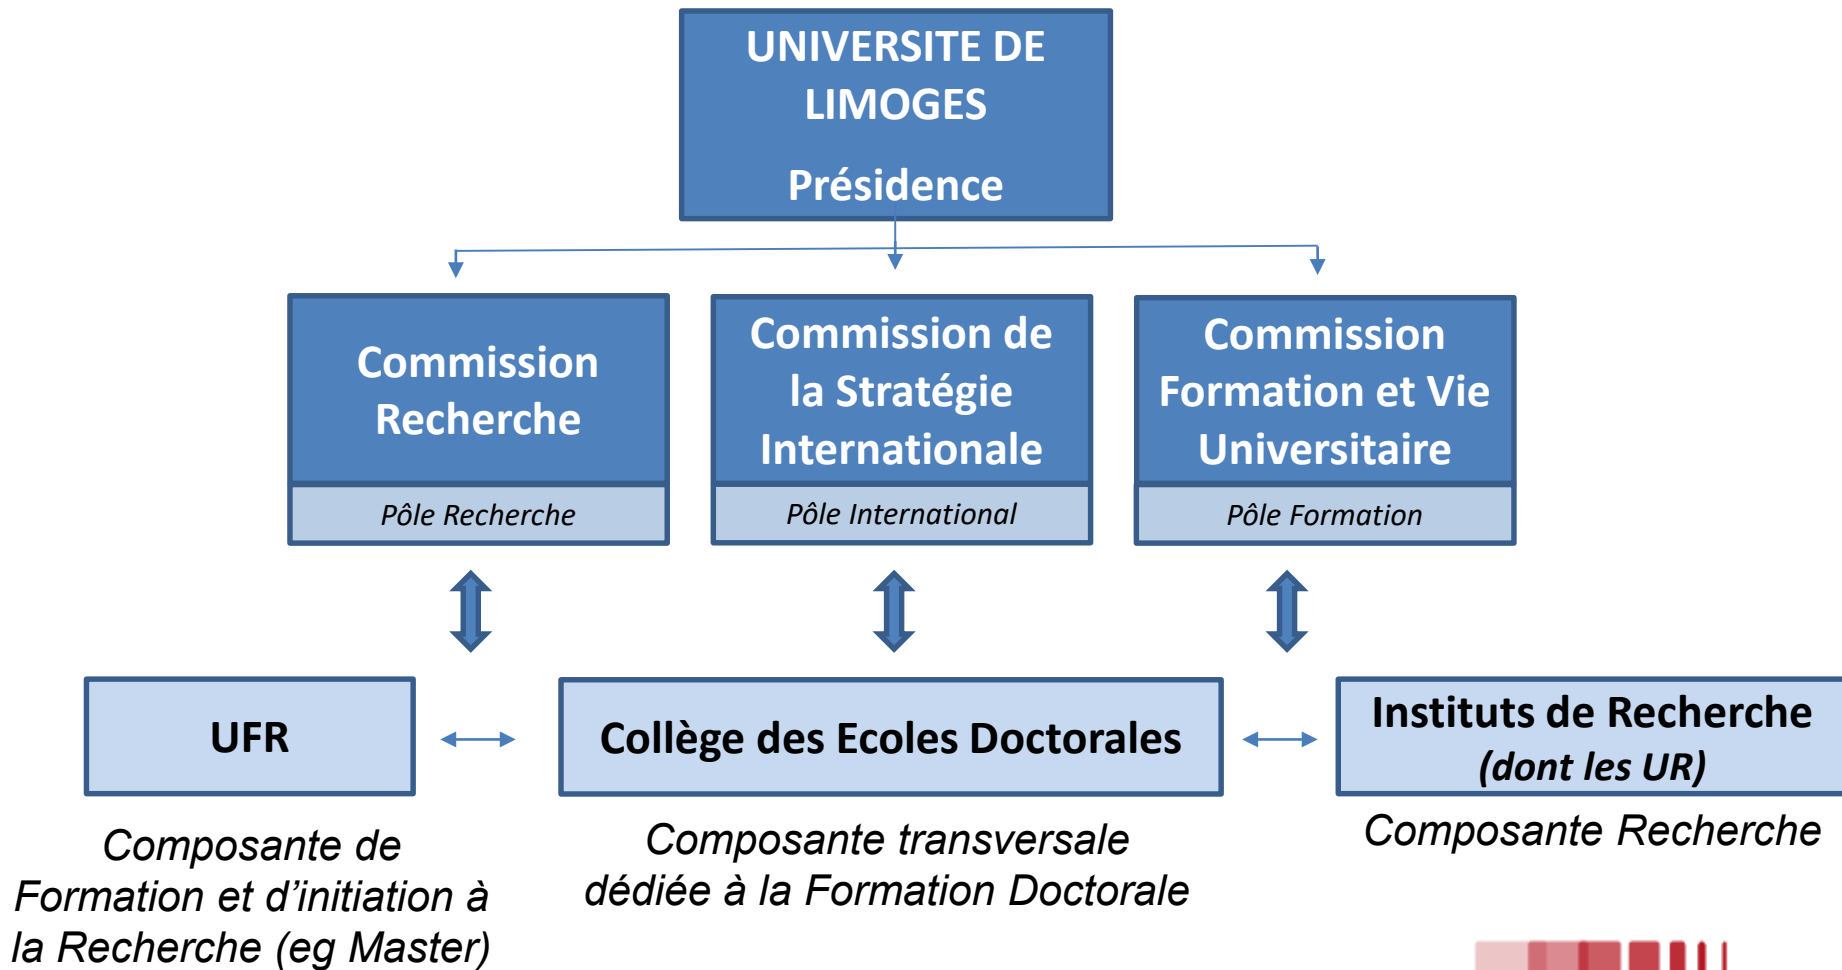 UNIVERSITE DE
LIMOGES
Présidence
Commission
Recherche
Pôle Recherche
Commission de
la Stratégie
Internationale
Pôle International
Commission
Formation et Vie
Universitaire
Pôle Formation
UFR
Collège des Ecoles Doctorales
Instituts de Recherche
(dont les UR)
Composante de
Formation et d’initiation à
la Recherche (eg Master)
Composante transversale
dédiée à la Formation Doctorale
Composante Recherche